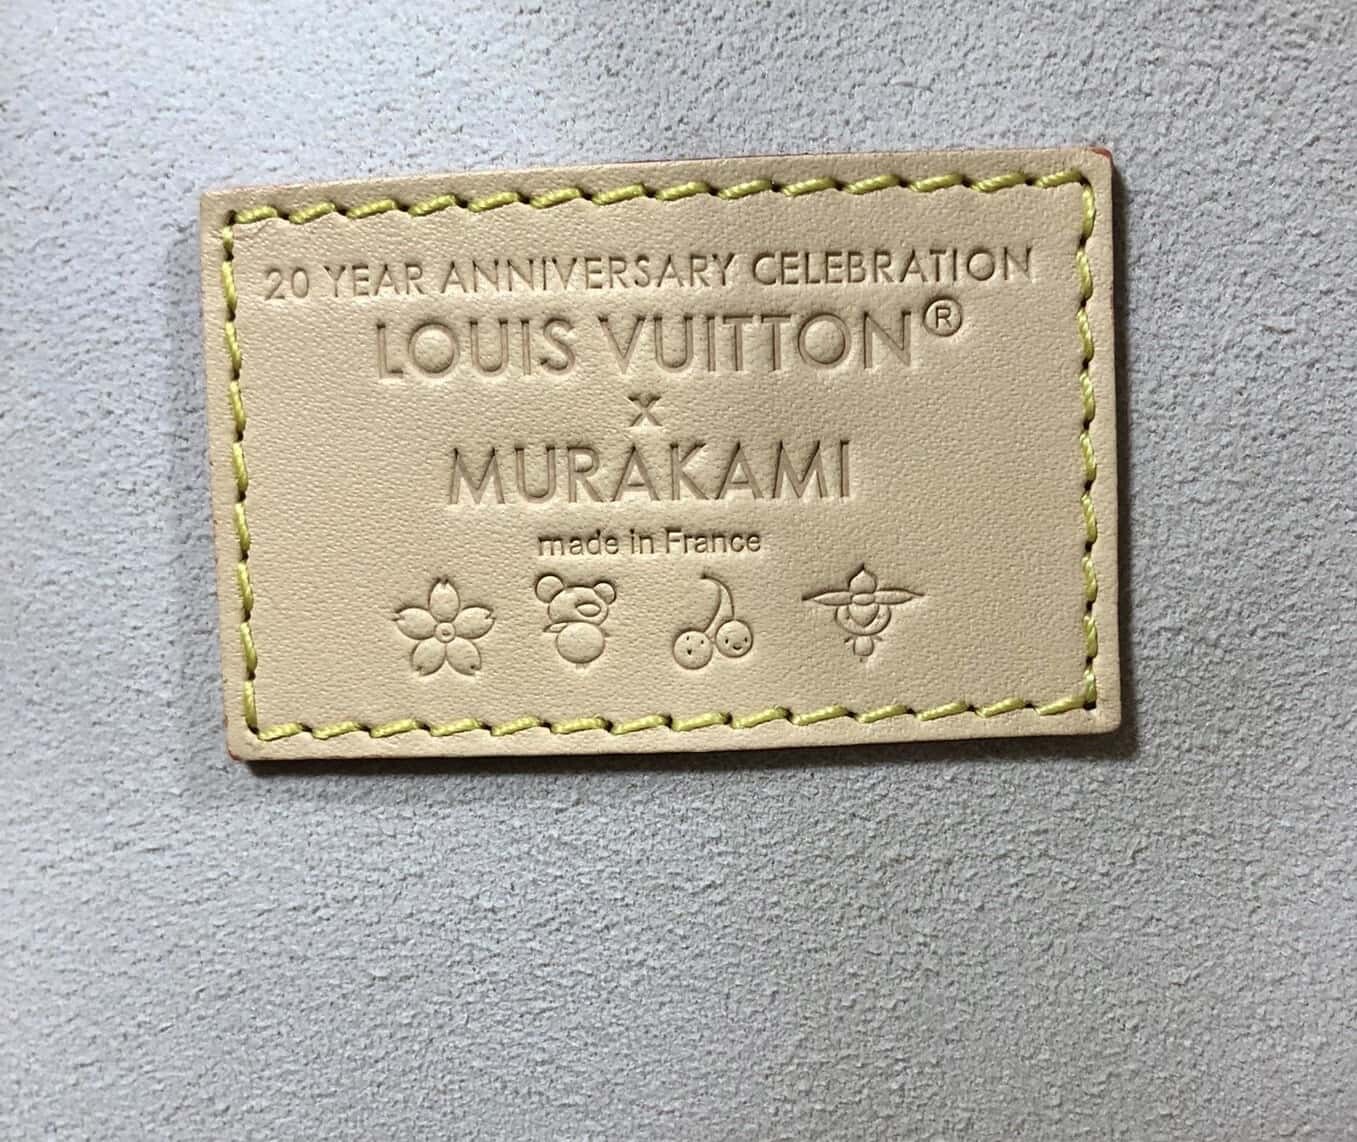 20 YEAR ANNIVERSARY CELEBRATION
LOUIS VUITTON®
x
MURAKAMI
made in France